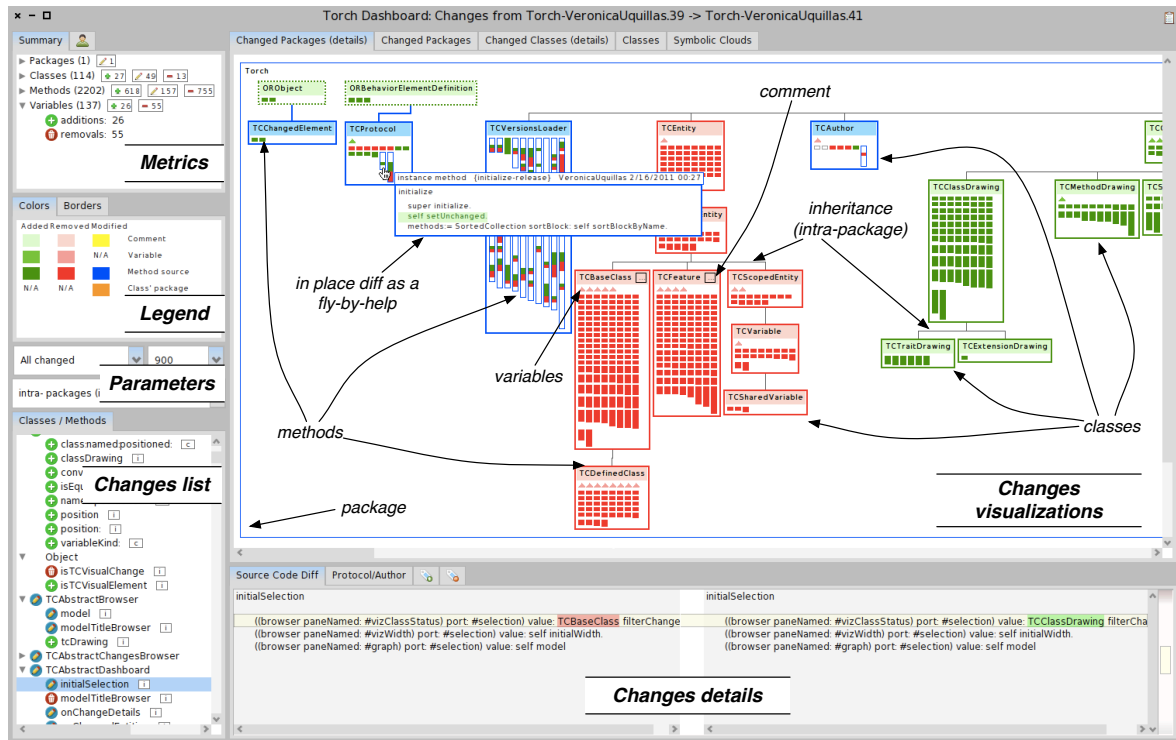 Torch Dashboard: Changes from Torch-VeronicaUquillas.39 -> Torch-VeronicaUquillas.41
Summary
Packages (1) 1
Classes (114) 27 49 13
Methods (2202) 618 157 755
Variables (137) 26 55
additions: 26
removals: 55
Metrics
Colors Borders
Added Removed Modified
Comment
N/A Variable
Method source
N/A N/A Class' package
Legend
All changed 900
Parameters
intra- packages (i
Classes / Methods
class:named:positioned: c
classDrawing i
conv
isEqu
Changes list
name
position i
position: i
variableKind: c
Object
isTCVisualChange i
isTCVisualElement i
TCAbstractBrowser
model i
modelTitleBrowser i
tcDrawing i
TCAbstractChangesBrowser
TCAbstractDashboard
initialSelection i
modelTitleBrowser i
onChangeDetails i
Changed Packages (details) Changed Packages Changed Classes (details) Classes Symbolic Clouds
Torch
ORObject
ORBehaviorElementDefinition
comment
TCChangedElement
TCProtocol
TCVersionsLoader
TCEntity
TCAuthor
instance method {initialize-release} VeronicaUquillas 2/16/2011 00:27
initialize
super initialize.
self setUnchanged.
methods:= SortedCollection sortBlock: self sortBlockByName.
TCClassDrawing
TCMethodDrawing
TCS
entity
inheritance
(intra-package)
in place diff as a
fly-by-help
TCBaseClass
TCFeature
TCScopedEntity
TCVariable
TCTraitDrawing
TCExtensionDrawing
variables
TCSharedVariable
methods
classes
TCDefinedClass
package
Changes
visualizations
Source Code Diff Protocol/Author
initialSelection
((browser paneNamed: #vizClassStatus) port: #selection) value: TCBaseClass filterChange
((browser paneNamed: #vizWidth) port: #selection) value: self initialWidth.
((browser paneNamed: #graph) port: #selection) value: self model
initialSelection
((browser paneNamed: #vizClassStatus) port: #selection) value: TCClassDrawing filterCha
((browser paneNamed: #vizWidth) port: #selection) value: self initialWidth.
((browser paneNamed: #graph) port: #selection) value: self model
Changes details